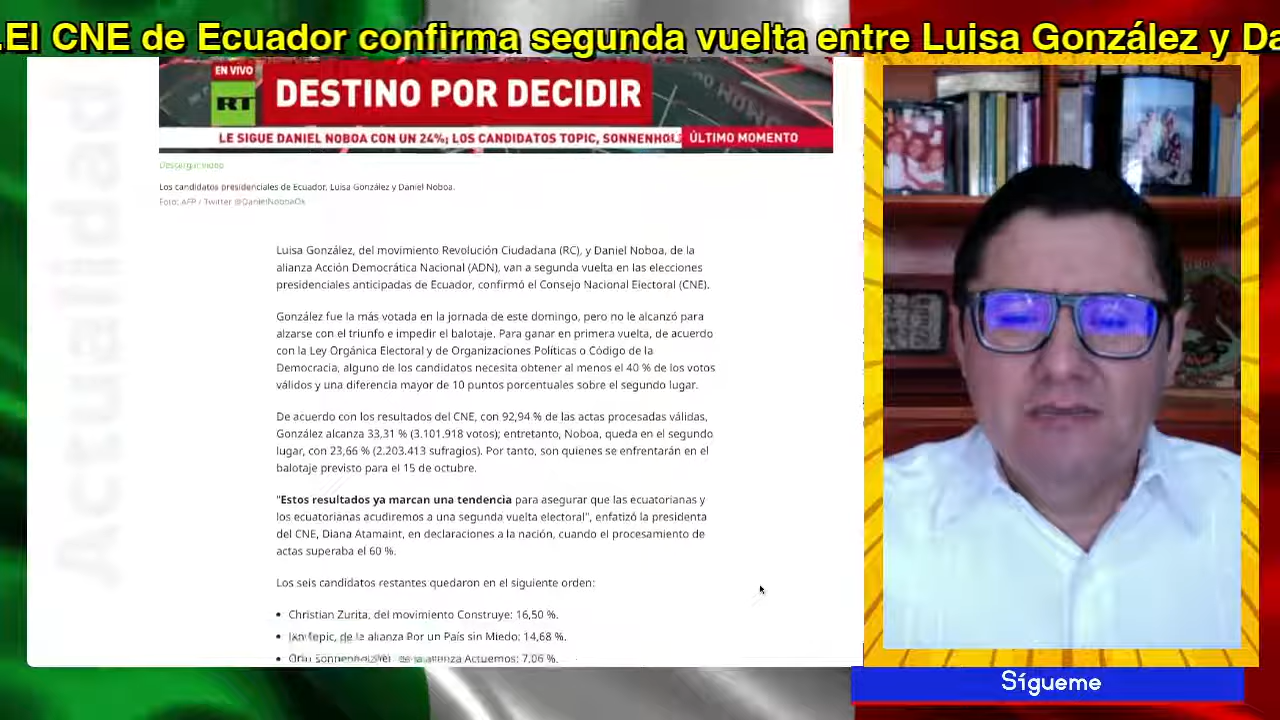 .El CNE de Ecuador confirma segunda vuelta entre Luisa González y Da
EN VIVO
RT
DESTINO POR DECIDIR
LE SIGUE DANIEL NOBOA CON UN 24%; LOS CANDIDATOS TOPIC, SONNENHOL
ÚLTIMO MOMENTO
Descargar video
Los candidatos presidenciales de Ecuador, Luisa González y Daniel Noboa.
Foto: AFP / Twitter @DanielNoboaOk
Actualidad
Luisa González, del movimiento Revolución Ciudadana (RC), y Daniel Noboa, de la
alianza Acción Democrática Nacional (ADN), van a segunda vuelta en las elecciones
presidenciales anticipadas de Ecuador, confirmó el Consejo Nacional Electoral (CNE).
González fue la más votada en la jornada de este domingo, pero no le alcanzó para
alzarse con el triunfo e impedir el balotaje. Para ganar en primera vuelta, de acuerdo
con la Ley Orgánica Electoral y de Organizaciones Políticas o Código de la
Democracia, alguno de los candidatos necesita obtener al menos el 40 % de los votos
válidos y una diferencia mayor de 10 puntos porcentuales sobre el segundo lugar.
De acuerdo con los resultados del CNE, con 92,94 % de las actas procesadas válidas,
González alcanza 33,31 % (3.101.918 votos); entretanto, Noboa, queda en el segundo
lugar, con 23,66 % (2.203.413 sufragios). Por tanto, son quienes se enfrentarán en el
balotaje previsto para el 15 de octubre.
"Estos resultados ya marcan una tendencia para asegurar que las ecuatorianas y
los ecuatorianas acudiremos a una segunda vuelta electoral", enfatizó la presidenta
del CNE, Diana Atamaint, en declaraciones a la nación, cuando el procesamiento de
actas superaba el 60 %.
Los seis candidatos restantes quedaron en el siguiente orden:
• Christian Zurita, del movimiento Construye: 16,50 %.
• Jan Topic, de la alianza Por un País sin Miedo: 14,68 %.
• Sonnenholzner, de la alianza Actuemos: 7,06 %.
Sígueme